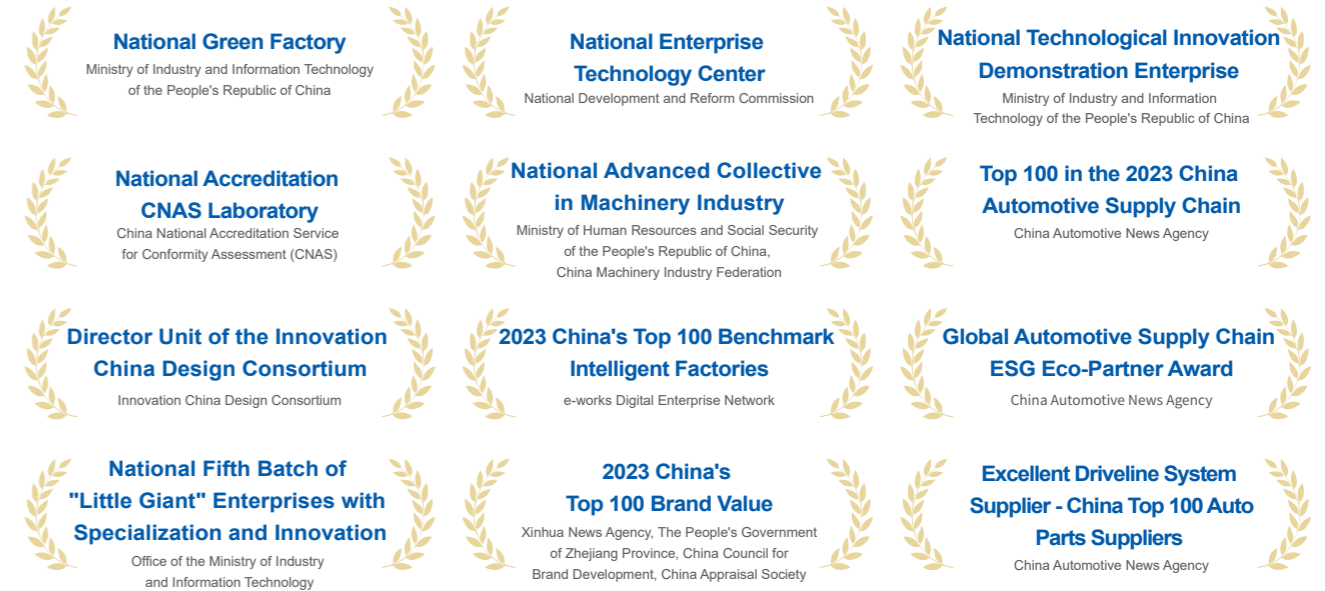 National Green Factory
Ministry of Industry and Information Technology
of the People's Republic of China
National Enterprise
Technology Center
National Development and Reform Commission
National Technological Innovation
Demonstration Enterprise
Ministry of Industry and Information
Technology of the People's Republic of China
National Accreditation
CNAS Laboratory
China National Accreditation Service
for Conformity Assessment (CNAS)
National Advanced Collective
in Machinery Industry
Ministry of Human Resources and Social Security
of the People's Republic of China,
China Machinery Industry Federation
Top 100 in the 2023 China
Automotive Supply Chain
China Automotive News Agency
Director Unit of the Innovation
China Design Consortium
Innovation China Design Consortium
2023 China's Top 100 Benchmark
Intelligent Factories
e-works Digital Enterprise Network
Global Automotive Supply Chain
ESG Eco-Partner Award
China Automotive News Agency
National Fifth Batch of
"Little Giant" Enterprises with
Specialization and Innovation
Office of the Ministry of Industry
and Information Technology
2023 China's
Top 100 Brand Value
Xinhua News Agency, The People's Government
of Zhejiang Province, China Council for
Brand Development, China Appraisal Society
Excellent Driveline System
Supplier - China Top 100 Auto
Parts Suppliers
China Automotive News Agency